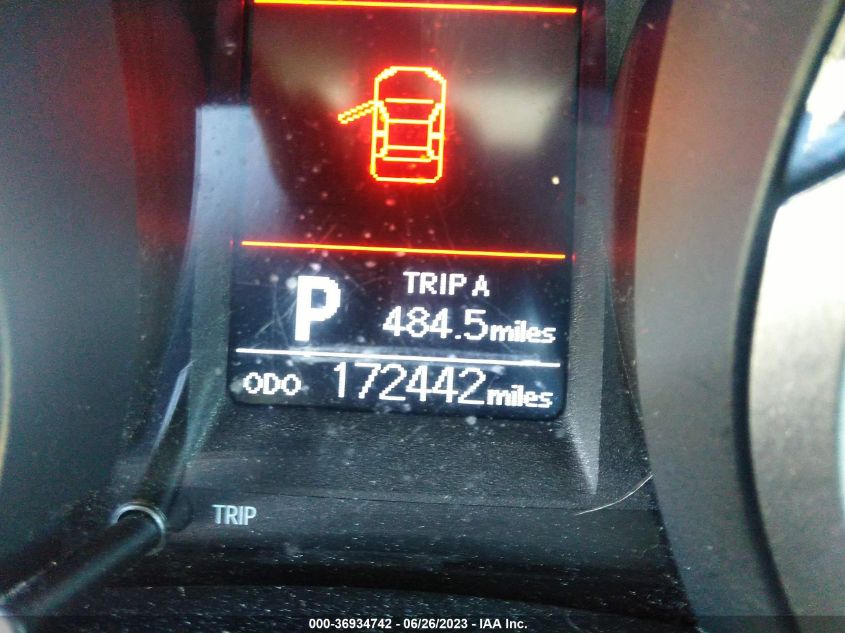 TRIP A
P 484.5miles
ODO 172442miles
TRIP
000-36934742 - 06/26/2023 - IAA Inc.